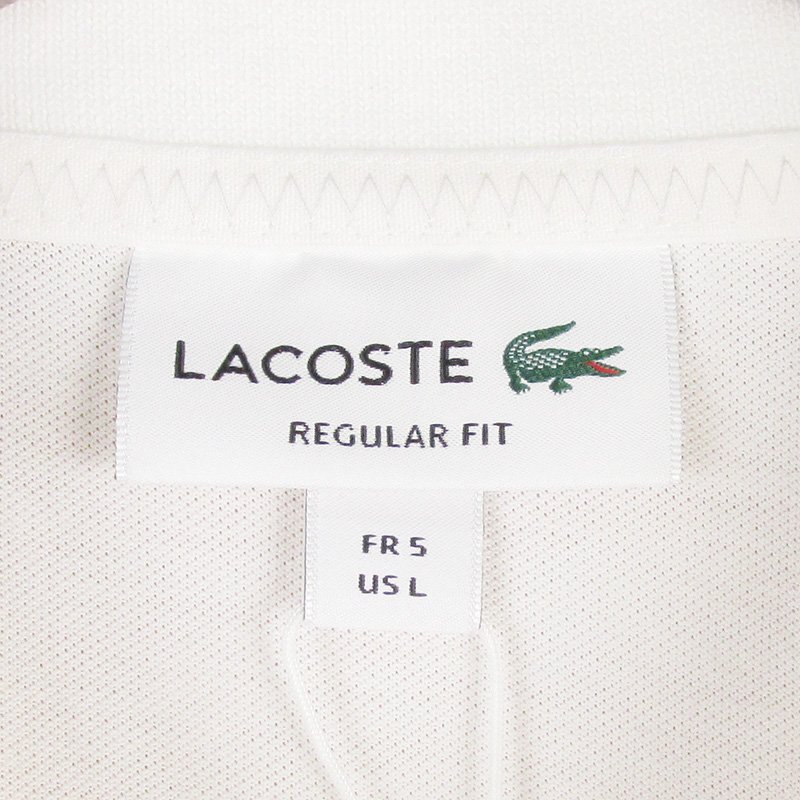 LACOSTE
REGULAR FIT
FR 5
US L